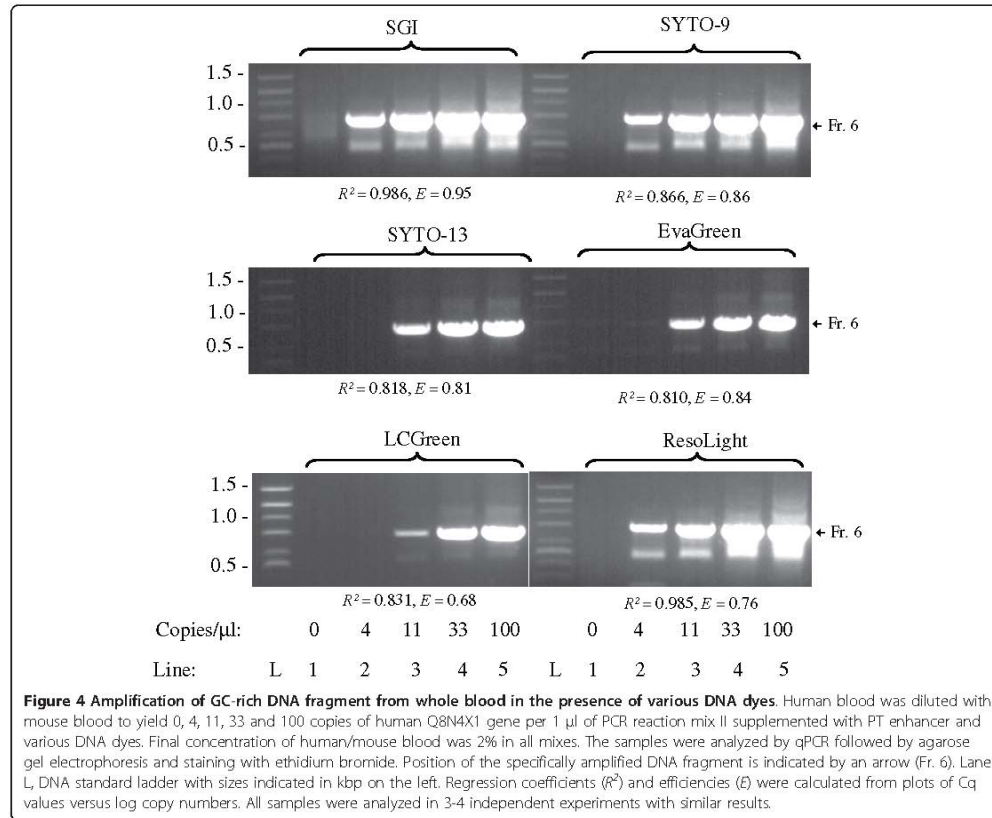 SGI SYTO-9
1.5 -
1.0 -
0.5 -
← Fr. 6
R² = 0.986, E = 0.95 R² = 0.866, E = 0.86
SYTO-13 EvaGreen
1.5 -
1.0 -
0.5 -
← Fr. 6
R² = 0.818, E = 0.81 R² = 0.810, E = 0.84
LCGreen ResoLight
1.5 -
1.0 -
0.5 -
← Fr. 6
R² = 0.831, E = 0.68 R² = 0.985, E = 0.76
Copies/µl: 0 4 11 33 100 0 4 11 33 100
Line: L 1 2 3 4 5 L 1 2 3 4 5
Figure 4 Amplification of GC-rich DNA fragment from whole blood in the presence of various DNA dyes. Human blood was diluted with
mouse blood to yield 0, 4, 11, 33 and 100 copies of human Q8N4X1 gene per 1 µl of PCR reaction mix II supplemented with PT enhancer and
various DNA dyes. Final concentration of human/mouse blood was 2% in all mixes. The samples were analyzed by qPCR followed by agarose
gel electrophoresis and staining with ethidium bromide. Position of the specifically amplified DNA fragment is indicated by an arrow (Fr. 6). Lane
L, DNA standard ladder with sizes indicated in kbp on the left. Regression coefficients (R²) and efficiencies (E) were calculated from plots of Cq
values versus log copy numbers. All samples were analyzed in 3-4 independent experiments with similar results.